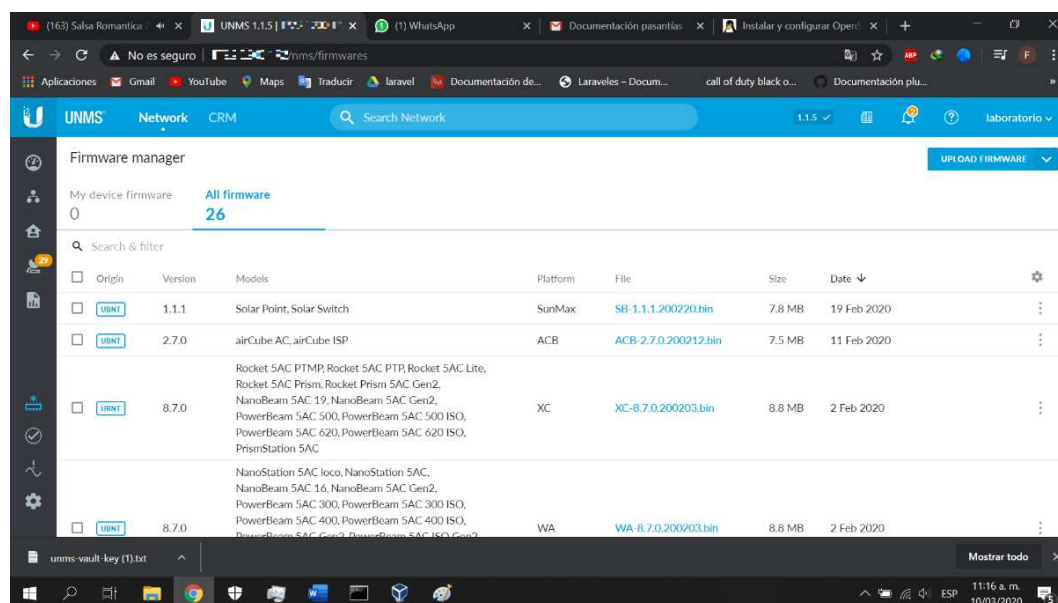 (163) Salsa Romantica
UNMS 1.1.5 |
(1) WhatsApp
Documentación pasantías
Instalar y configurar Open
No es seguro
/nms/firmwares
Aplicaciones
Gmail
YouTube
Maps
Traducir
laravel
Documentación de...
Laraveles – Docum...
call of duty black o...
Documentación plu...
UNMS
Network
CRM
Search Network
1.1.5
2
laboratorio
Firmware manager
UPLOAD FIRMWARE
My device firmware
All firmware
0
26
29
Search & filter
Origin Version Models Platform File Size Date
UBNT 1.1.1 Solar Point, Solar Switch SunMax SB-1.1.1.200220.bin 7.8 MB 19 Feb 2020
UBNT 2.7.0 airCube AC, airCube ISP ACB ACB-2.7.0.200212.bin 7.5 MB 11 Feb 2020
Rocket 5AC PTMP, Rocket 5AC PTP, Rocket 5AC Lite,
Rocket 5AC Prism, Rocket Prism 5AC Gen2,
NanoBeam 5AC 19, NanoBeam 5AC Gen2,
UBNT 8.7.0 PowerBeam 5AC 500, PowerBeam 5AC 500 ISO, XC XC-8.7.0.200203.bin 8.8 MB 2 Feb 2020
PowerBeam 5AC 620, PowerBeam 5AC 620 ISO,
PrismStation 5AC
NanoStation 5AC loco, NanoStation 5AC,
NanoBeam 5AC 16, NanoBeam 5AC Gen2,
PowerBeam 5AC 300, PowerBeam 5AC 300 ISO,
PowerBeam 5AC 400, PowerBeam 5AC 400 ISO,
UBNT 8.7.0 PowerBeam 5AC Gen2, PowerBeam 5AC ISO Gen2 WA WA-8.7.0.200203.bin 8.8 MB 2 Feb 2020
unms-vault-key (1).txt
Mostrar todo
ESP
11:16 a. m.
10/03/2020